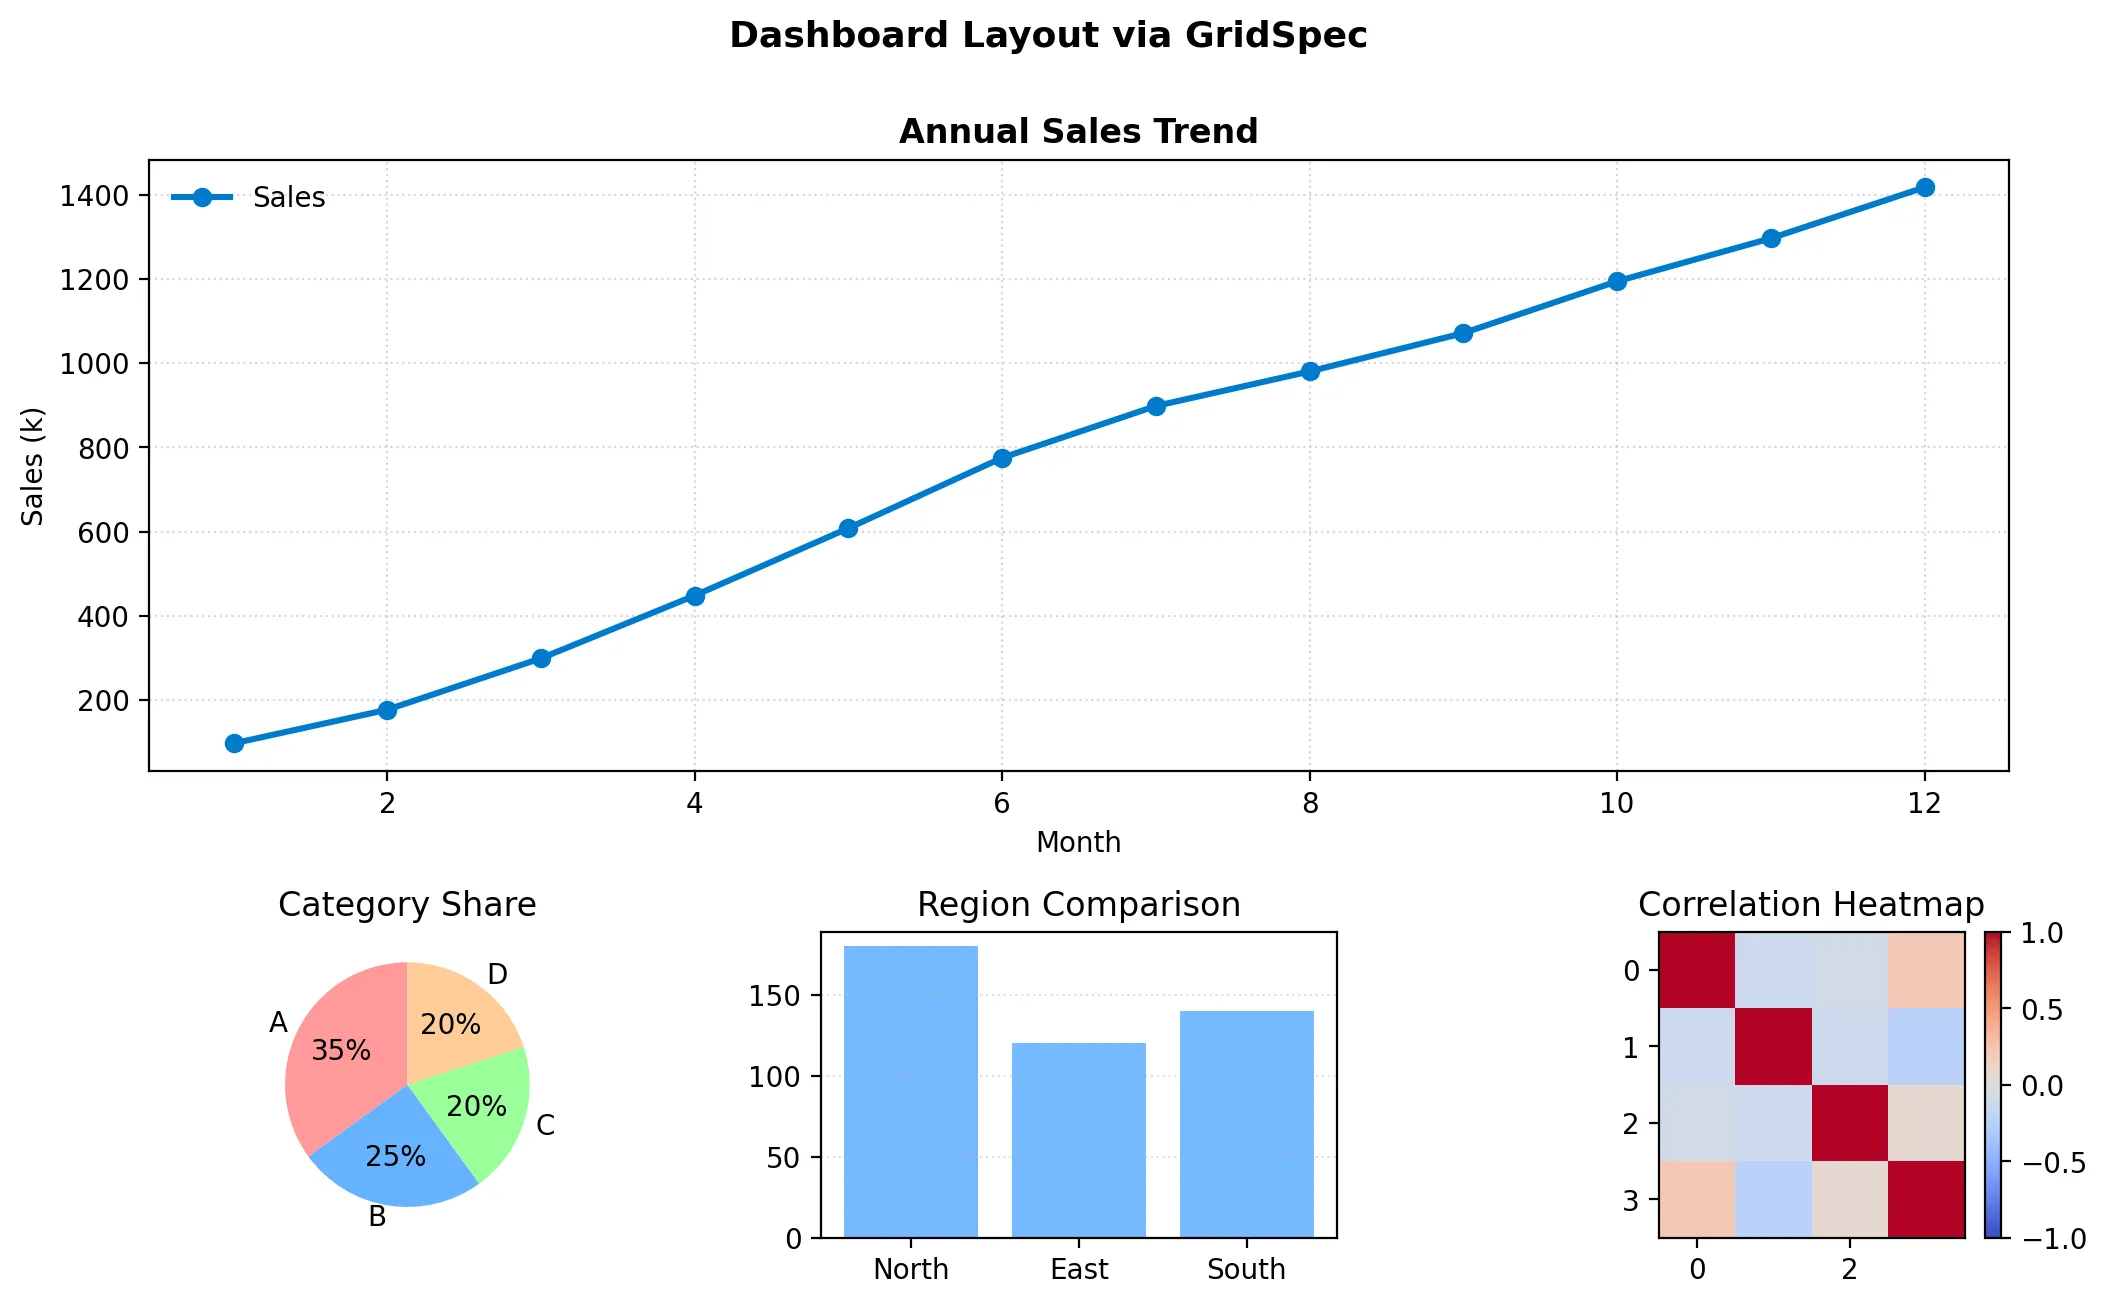 Dashboard Layout via GridSpec
Annual Sales Trend
Sales
1400
1200
1000
800
600
400
200
Sales (k)
2 4 6 8 10 12
Month
Category Share
A
35%
B
25%
C
20%
D
20%
Region Comparison
150
100
50
0
North East South
Correlation Heatmap
0
1
2
3
0 2
1.0
0.5
0.0
−0.5
−1.0